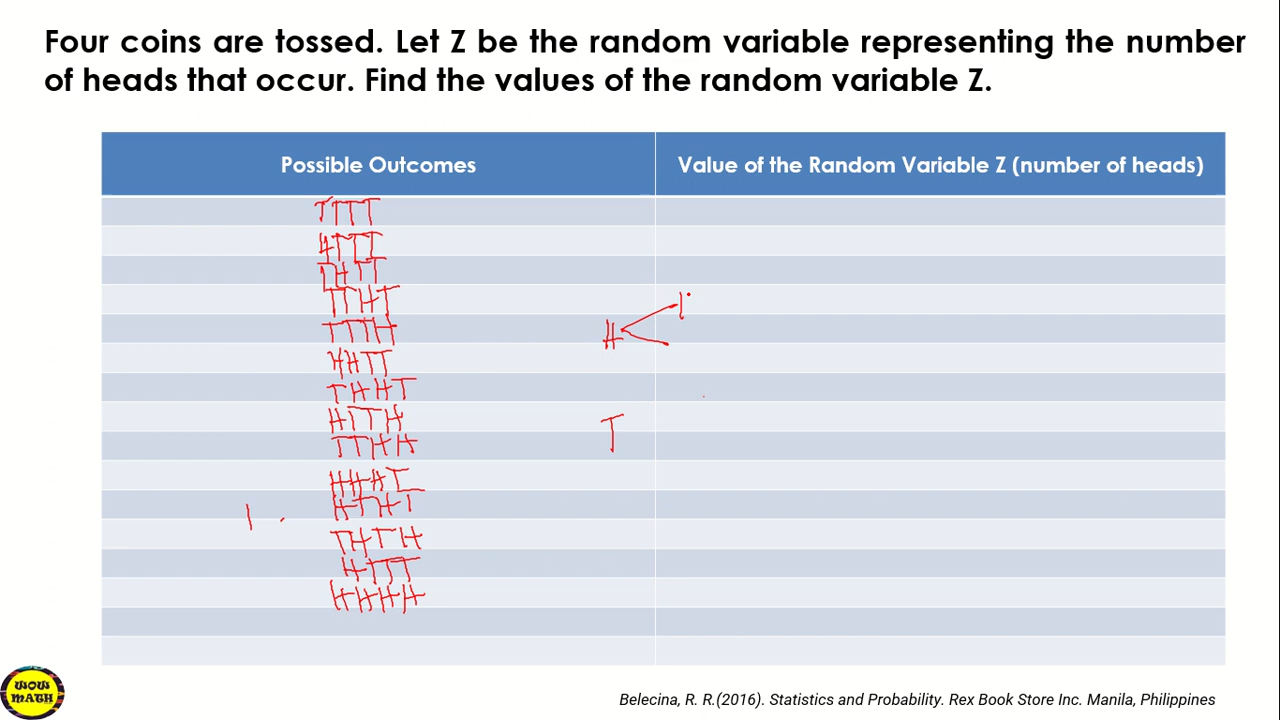 Four coins are tossed. Let Z be the random variable representing the number
of heads that occur. Find the values of the random variable Z.
Possible Outcomes
Value of the Random Variable Z (number of heads)
TTTT
HTTT
THTT
TTHT
TTTH
HHTT
THHT
HTTH
TTHH
HHHT
HTHT
THTH
HTTT
HHHH
H
T
WOW
MATH
Belecina, R. R.(2016). Statistics and Probability. Rex Book Store Inc. Manila, Philippines